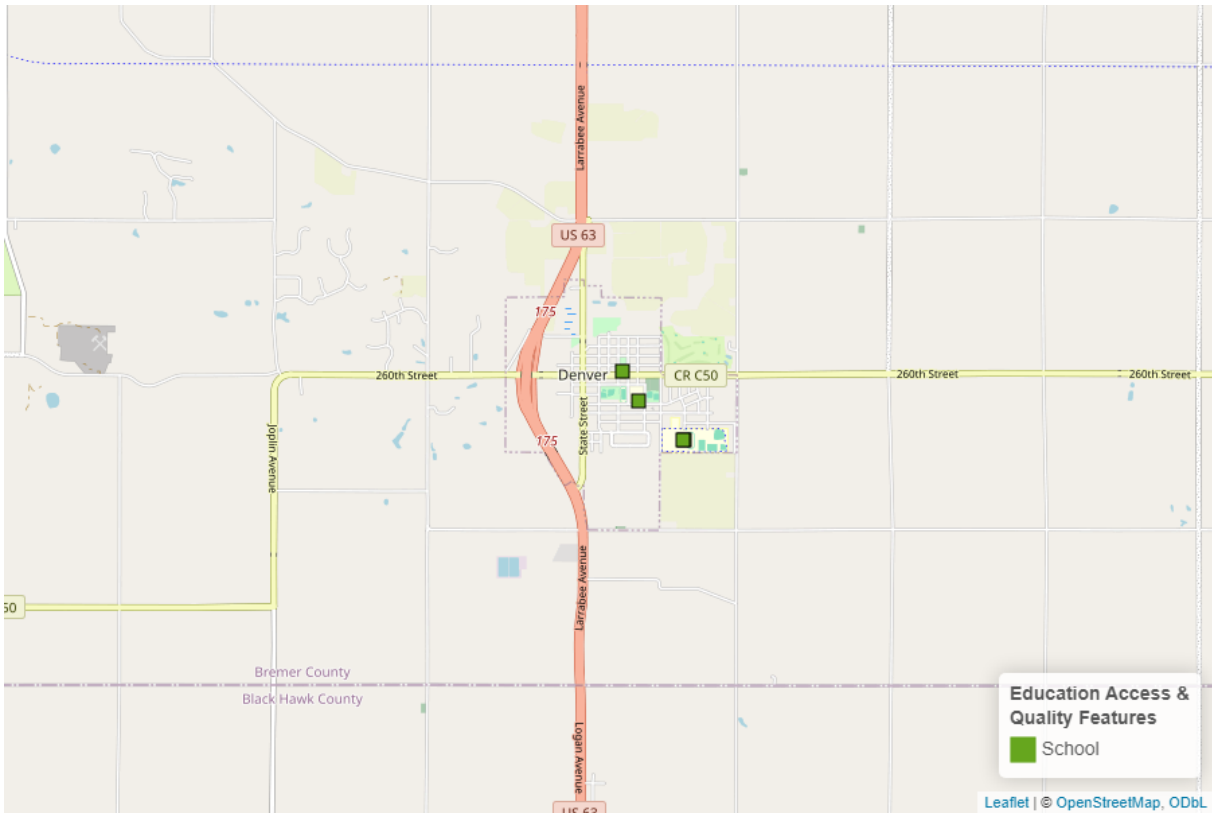 Larrabee Avenue
US 63
175
260th Street
Denver
CR C50
260th Street
260th Street
State Street
175
Joplin Avenue
50
Larrabee Avenue
Bremer County
Black Hawk County
Logan Avenue
Education Access &
Quality Features
School
US 63
Leaflet | © OpenStreetMap, ODbL